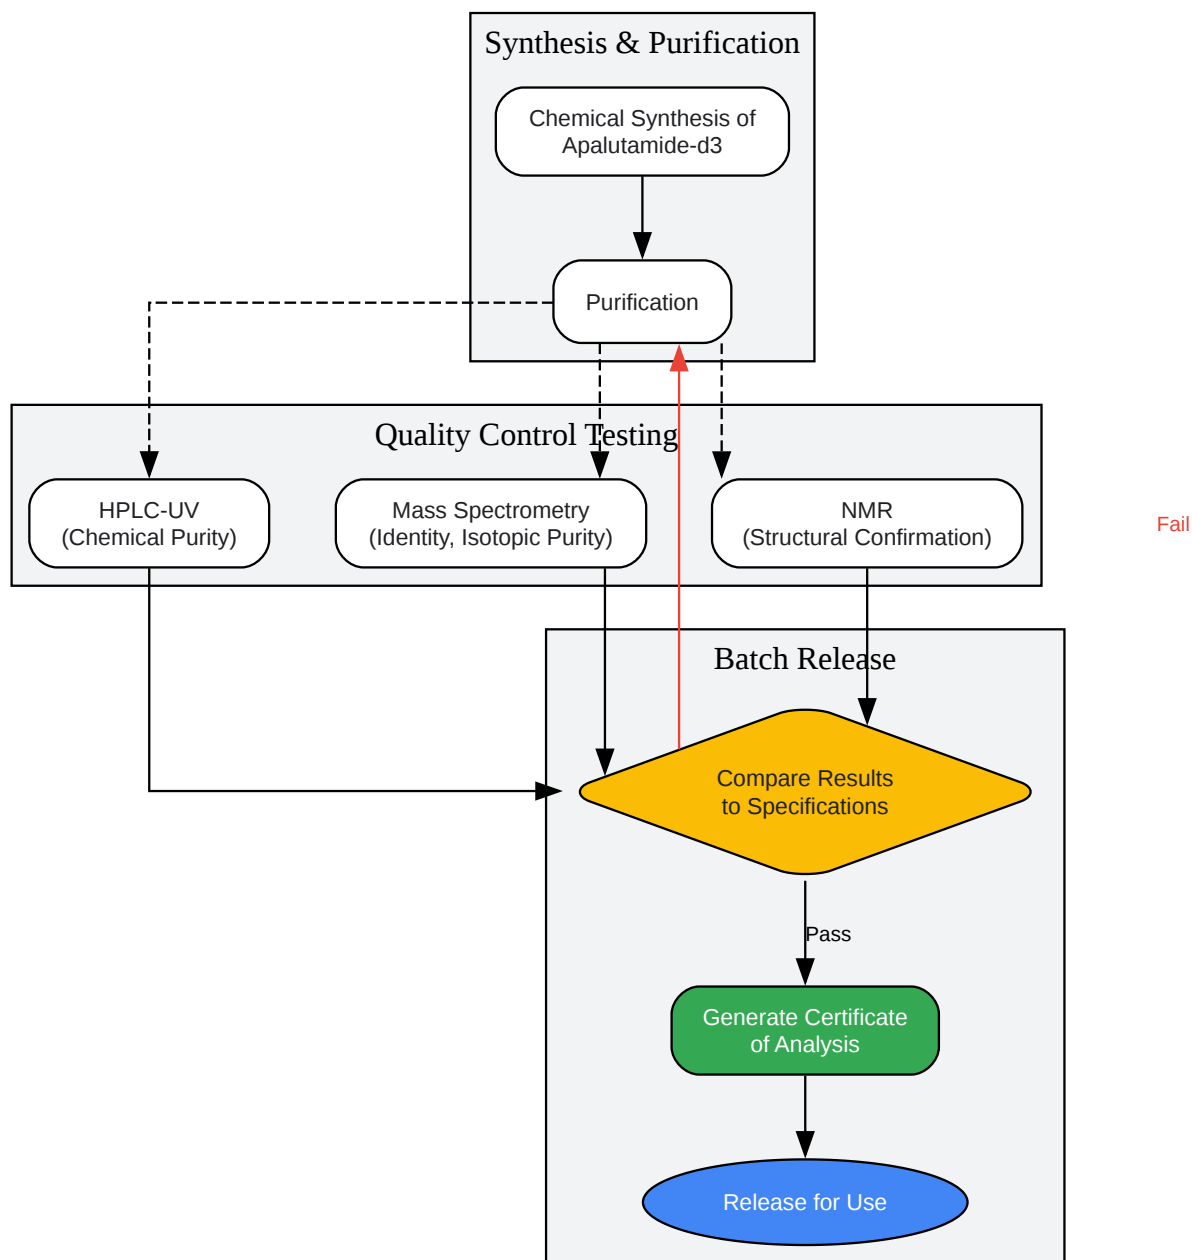 Synthesis & Purification
Chemical Synthesis of
Apalutamide-d3
Purification
Quality Control Testing
HPLC-UV
(Chemical Purity)
Mass Spectrometry
(Identity, Isotopic Purity)
NMR
(Structural Confirmation)
Fail
Batch Release
Compare Results
to Specifications
Pass
Generate Certificate
of Analysis
Release for Use